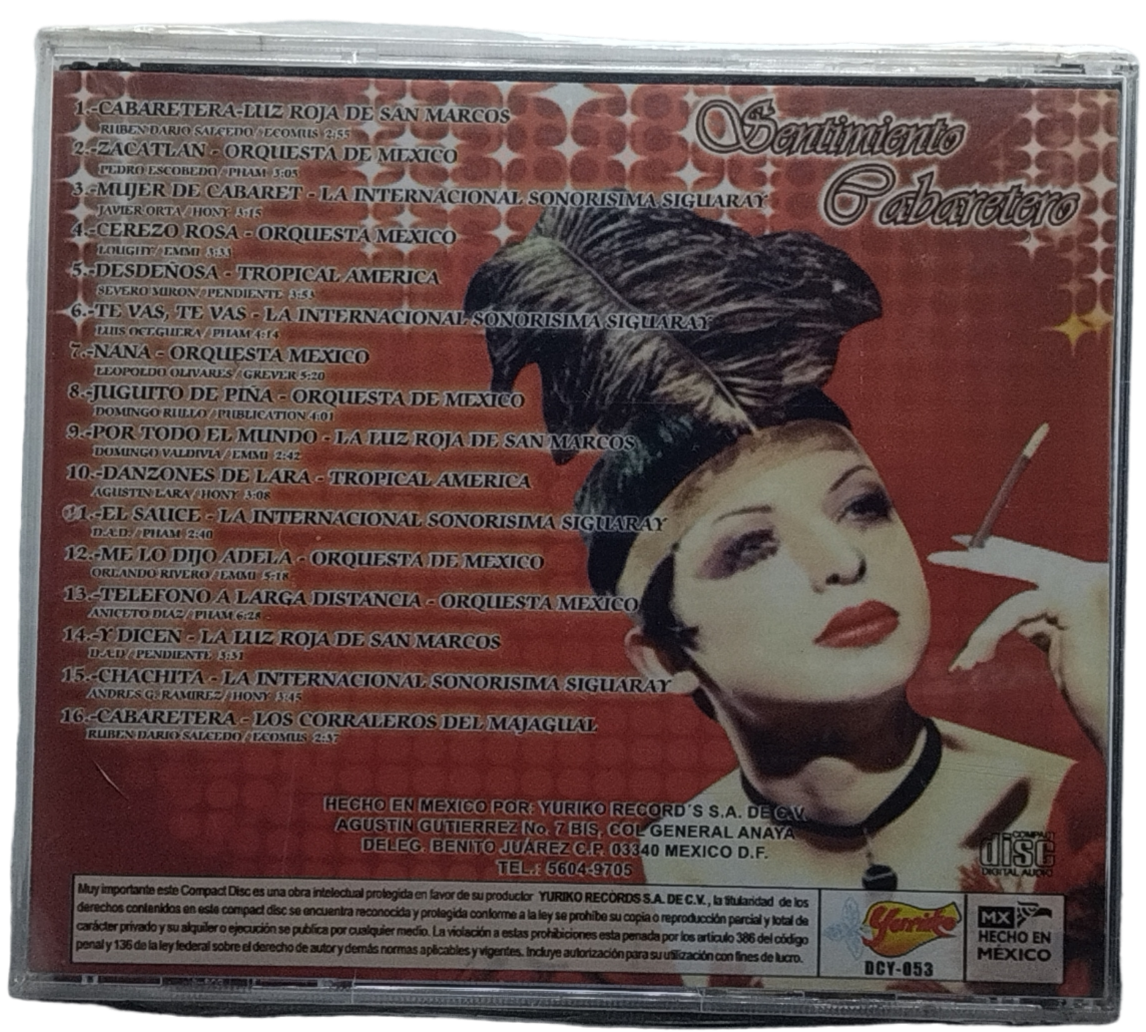 Sentimiento
Cabaretero
1.-CABARETERA-LUZ ROJA DE SAN MARCOS
RUBEN DARIO SALCEDO / ECOMUS 2:55
2.-ZACATLAN - ORQUESTA DE MEXICO
PEDRO ESCOBEDO / PHAM 3:05
3.-MUJER DE CABARET - LA INTERNACIONAL SONORISIMA SIGUARAY
JAVIER ORTA / HONY 3:15
4.-CEREZO ROSA - ORQUESTA MEXICO
LOUGHY / EMMI 3:33
5.-DESDEÑOSA - TROPICAL AMERICA
SEVERO MIRON / PENDIENTE 3:53
6.-TE VAS, TE VAS - LA INTERNACIONAL SONORISIMA SIGUARAY
LUIS OCEGUERA / PHAM 4:14
7.-NANA - ORQUESTA MEXICO
LEOPOLDO OLIVARES / GREVER 5:20
8.-JUGUITO DE PIÑA - ORQUESTA DE MEXICO
DOMINGO RULLO / PUBLICATION 4:01
9.-POR TODO EL MUNDO - LA LUZ ROJA DE SAN MARCOS
DOMINGO VALDIVIA / EMMI 2:42
10.-DANZONES DE LARA - TROPICAL AMERICA
AGUSTIN LARA / HONY 3:08
11.-EL SAUCE - LA INTERNACIONAL SONORISIMA SIGUARAY
D.A.D. / PHAM 2:40
12.-ME LO DIJO ADELA - ORQUESTA DE MEXICO
ORLANDO RIVERO / EMMI 5:18
13.-TELEFONO A LARGA DISTANCIA - ORQUESTA MEXICO
ANICETO DIAZ / PHAM 6:28
14.-Y DICEN - LA LUZ ROJA DE SAN MARCOS
D.A.D / PENDIENTE 3:31
15.-CHACHITA - LA INTERNACIONAL SONORISIMA SIGUARAY
ANDRES G. RAMIREZ / HONY 3:45
16.-CABARETERA - LOS CORRALEROS DEL MAJAGUAL
RUBEN DARIO SALCEDO / ECOMUS 2:37
HECHO EN MEXICO POR: YURIKO RECORD´S S.A. DE C.V.
AGUSTIN GUTIERREZ No. 7 BIS, COL GENERAL ANAYA
DELEG. BENITO JUÁREZ C.P. 03340 MEXICO D.F.
TEL.: 5604-9705
COMPACT
disc
DIGITAL AUDIO
Muy importante este Compact Disc es una obra intelectual protegida en favor de su productor YURIKO RECORDS S.A. DE C.V., la titularidad de los
derechos contenidos en este compact disc se encuentra reconocida y protegida conforme a la ley se prohíbe su copia o reproducción parcial y total de
carácter privado y su alquiler o ejecución se publica por cualquier medio. La violación a estas prohibiciones esta penada por los articulo 386 del código
penal y 136 de la ley federal sobre el derecho de autor y demás normas aplicables y vigentes. Incluye autorización para su utilización con fines de lucro.
Yuriko
DCY-053
MX
HECHO EN
MÉXICO